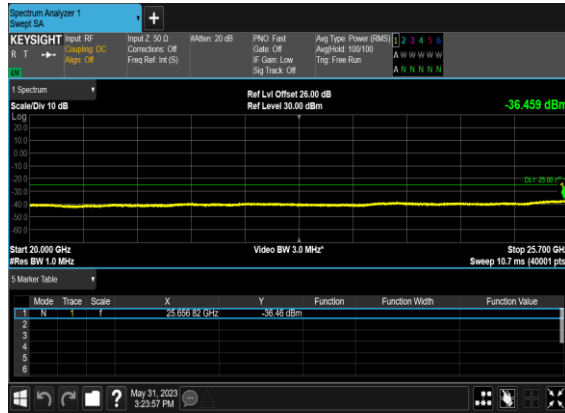 Spectrum Analyzer 1
Swept SA
+
KEYSIGHT Input: RF Input Z: 50 Ω #Atten: 20 dB PNO: Fast Avg Type: Power (RMS) 1 2 3 4 5 6
R T Coupling: DC Corrections: Off Gate: Off Avg|Hold: 100/100 A W W W W W
Align: Off Freq Ref: Int (S) IF Gain: Low Trig: Free Run
LW Sig Track: Off A N N N N N
1 Spectrum Ref Lvl Offset 26.00 dB
Scale/Div 10 dB Ref Level 30.00 dBm -36.459 dBm
Log
20.0
10.0
0.00
-10.0
-20.0 DL1 -25.00
-30.0
-40.0
-50.0
-60.0
Start 20.000 GHz Video BW 3.0 MHz* Stop 25.700 GH
#Res BW 1.0 MHz Sweep 10.7 ms (40001 pts
5 Marker Table
Mode Trace Scale X Y Function Function Width Function Value
1 N 1 f 25.656 82 GHz -36.46 dBm
2
3
4
5
6
? May 31, 2023
3:23:57 PM